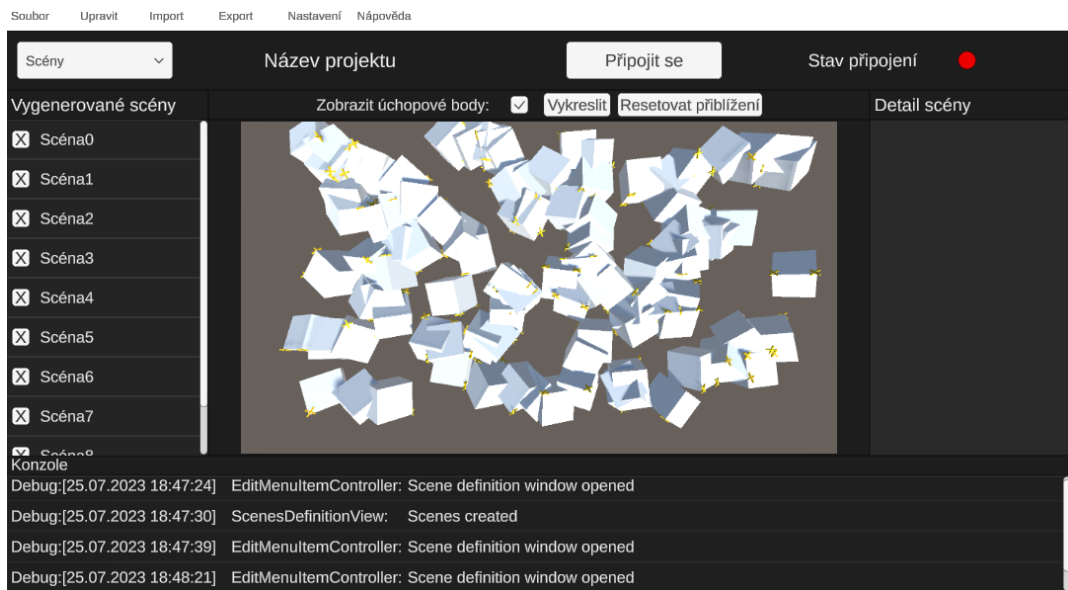 Soubor Upravit Import Export Nastavení Nápověda
Scény Název projektu Připojit se Stav připojení
Vygenerované scény Zobrazit úchopové body: Vykreslit Resetovat přiblížení Detail scény
X Scéna0
X Scéna1
X Scéna2
X Scéna3
X Scéna4
X Scéna5
X Scéna6
X Scéna7
X Scéna8
Konzole
Debug:[25.07.2023 18:47:24] EditMenuItemController: Scene definition window opened
Debug:[25.07.2023 18:47:30] ScenesDefinitionView: Scenes created
Debug:[25.07.2023 18:47:39] EditMenuItemController: Scene definition window opened
Debug:[25.07.2023 18:48:21] EditMenuItemController: Scene definition window opened